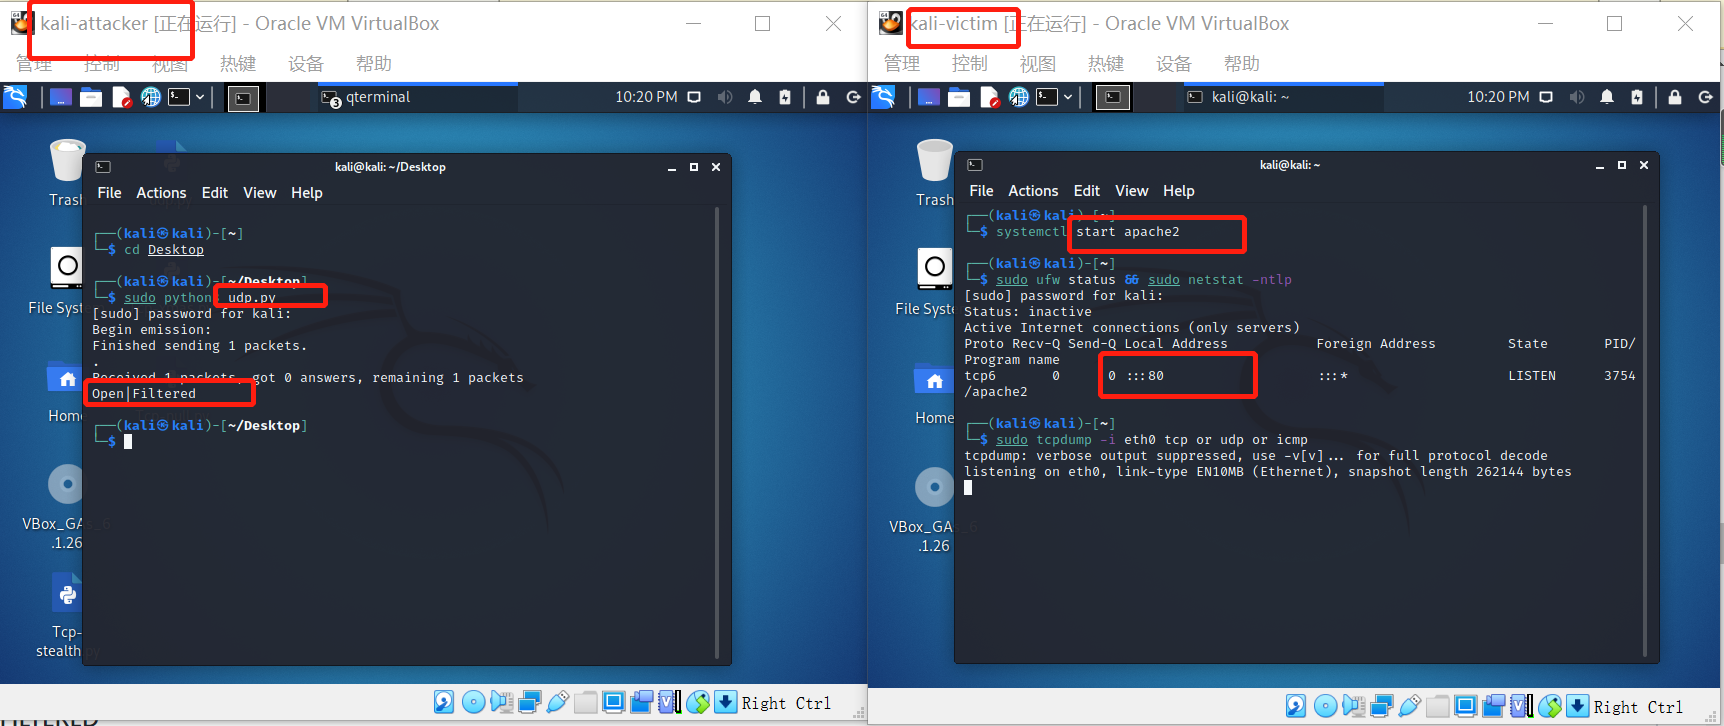 kali-attacker [正在运行] - Oracle VM VirtualBox
管理 控制 视图 热键 设备 帮助
qterminal
10:20 PM
Trash
File Syst
Home
VBox_GAs_6
.1.26
Tcp-
stealth.py
kali@kali: ~/Desktop
File Actions Edit View Help
┌──(kali㉿kali)-[~]
└─$ cd Desktop
┌──(kali㉿kali)-[~/Desktop]
└─$ sudo python udp.py
[sudo] password for kali:
Begin emission:
Finished sending 1 packets.
.
Received 1 packets, got 0 answers, remaining 1 packets
Open|Filtered
┌──(kali㉿kali)-[~/Desktop]
└─$
Right Ctrl
kali-victim [正在运行] - Oracle VM VirtualBox
管理 控制 视图 热键 设备 帮助
kali@kali: ~
10:20 PM
Trash
File Syste
Home
VBox_GAs_6
.1.26
kali@kali: ~
File Actions Edit View Help
┌──(kali㉿kali)-[~]
└─$ systemctl start apache2
┌──(kali㉿kali)-[~]
└─$ sudo ufw status && sudo netstat -ntlp
[sudo] password for kali:
Status: inactive
Active Internet connections (only servers)
Proto Recv-Q Send-Q Local Address Foreign Address State PID/
Program name
tcp6 0 0 :::80 :::* LISTEN 3754
/apache2
┌──(kali㉿kali)-[~]
└─$ sudo tcpdump -i eth0 tcp or udp or icmp
tcpdump: verbose output suppressed, use -v[v]... for full protocol decode
listening on eth0, link-type EN10MB (Ethernet), snapshot length 262144 bytes
Right Ctrl